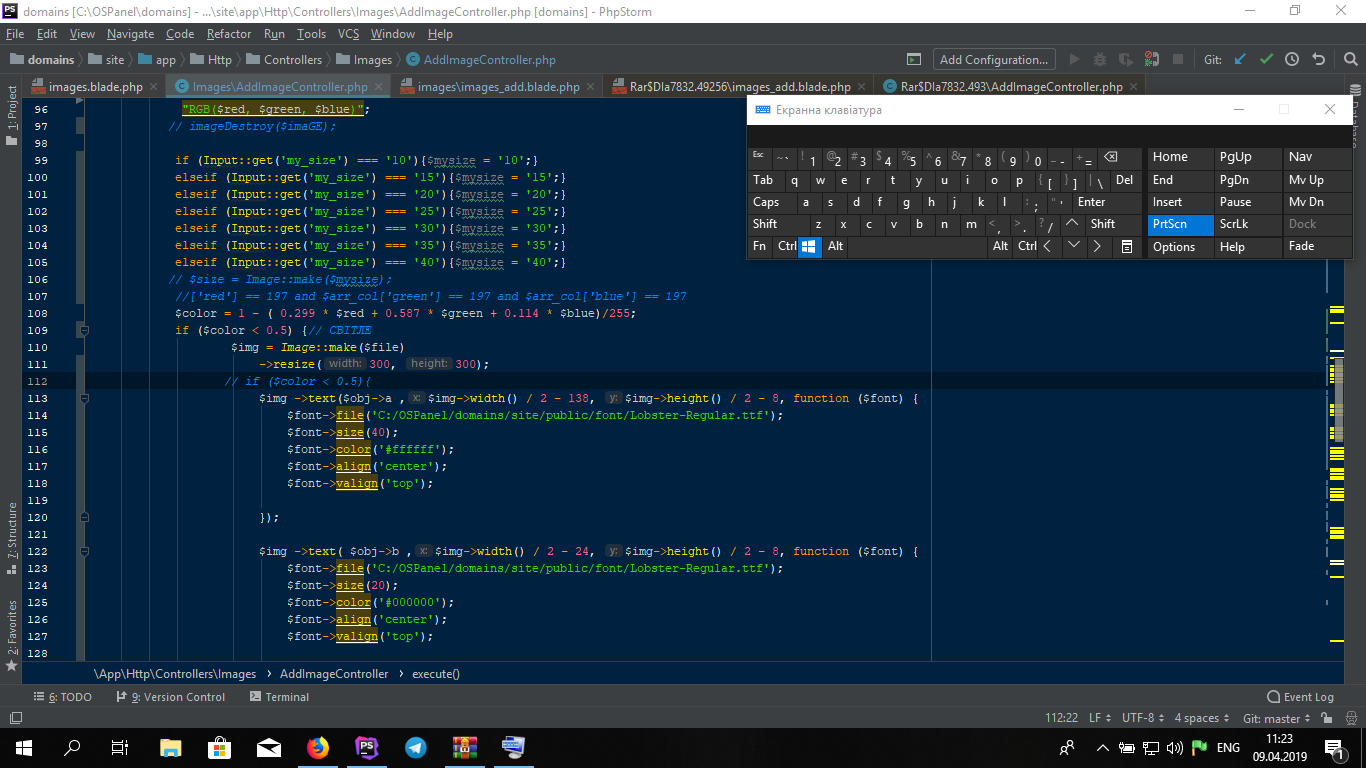 domains [C:\OSPanel\domains] - ...\site\app\Http\Controllers\Images\AddImageController.php [domains] - PhpStorm
File Edit View Navigate Code Refactor Run Tools VCS Window Help
domains site app Http Controllers Images AddImageController.php Add Configuration... Git:
images.blade.php Images\AddImageController.php images\images_add.blade.php Rar$DIa7832.49256\images_add.blade.php Rar$DIa7832.493\AddImageController.php
1: Project
Database
Екранна клавіатура
Esc ~ ` ! 1 @ 2 # 3 $ 4 % 5 ^ 6 & 7 * 8 ( 9 ) 0 _ - + = Home PgUp Nav
Tab q w e r t y u i o p { [ } ] | \ Del End PgDn Mv Up
Caps a s d f g h j k l : ; " ' Enter Insert Pause Mv Dn
Shift z x c v b n m < , > . ? / Shift PrtScn ScrLk Dock
Fn Ctrl Alt Alt Ctrl Options Help Fade
96 "RGB($red, $green, $blue)";
97 // imageDestroy($imaGE);
98
99 if (Input::get('my_size') === '10'){$mysize = '10';}
100 elseif (Input::get('my_size') === '15'){$mysize = '15';}
101 elseif (Input::get('my_size') === '20'){$mysize = '20';}
102 elseif (Input::get('my_size') === '25'){$mysize = '25';}
103 elseif (Input::get('my_size') === '30'){$mysize = '30';}
104 elseif (Input::get('my_size') === '35'){$mysize = '35';}
105 elseif (Input::get('my_size') === '40'){$mysize = '40';}
106 // $size = Image::make($mysize);
107 //['red'] == 197 and $arr_col['green'] == 197 and $arr_col['blue'] == 197
108 $color = 1 - ( 0.299 * $red + 0.587 * $green + 0.114 * $blue)/255;
109 if ($color < 0.5) {// СВІТЛЕ
110 $img = Image::make($file)
111 ->resize( width: 300, height: 300);
112 // if ($color < 0.5){
113 $img ->text($obj->a , x: $img->width() / 2 - 138, y: $img->height() / 2 - 8, function ($font) {
114 $font->file('C:/OSPanel/domains/site/public/font/Lobster-Regular.ttf');
115 $font->size(40);
116 $font->color('#ffffff');
117 $font->align('center');
118 $font->valign('top');
119
120 });
121
122 $img ->text( $obj->b , x: $img->width() / 2 - 24, y: $img->height() / 2 - 8, function ($font) {
123 $font->file('C:/OSPanel/domains/site/public/font/Lobster-Regular.ttf');
124 $font->size(20);
125 $font->color('#000000');
126 $font->align('center');
127 $font->valign('top');
128
7: Structure
2: Favorites
\App\Http\Controllers\Images › AddImageController › execute()
6: TODO 9: Version Control Terminal Event Log
112:22 LF UTF-8 4 spaces Git: master
ENG 11:23
09.04.2019
1